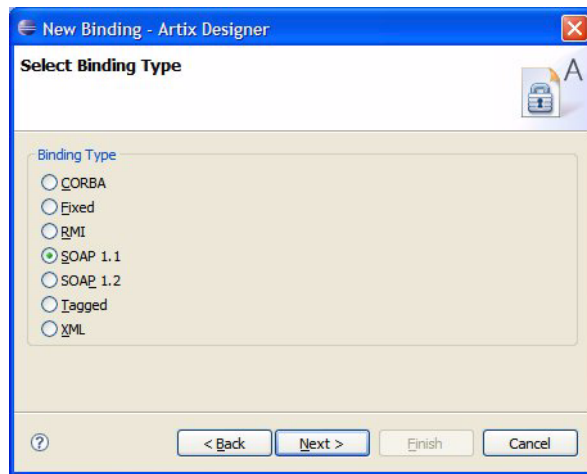 New Binding - Artix Designer
Select Binding Type
A
Binding Type
CORBA
Fixed
RMI
SOAP 1.1
SOAP 1.2
Tagged
XML
?
< Back Next > Finish Cancel